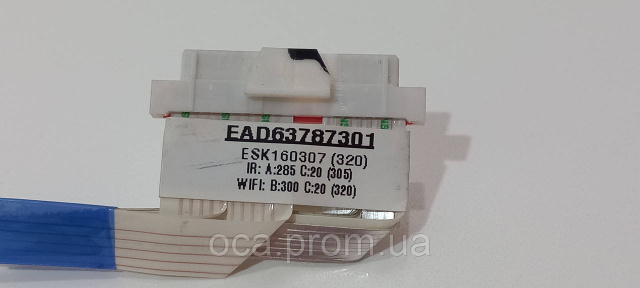 EAD63787301
ESK160307 (320)
IR: A:285 C:20 (305)
WIFI: B:300 C:20 (320)
oca.prom.ua